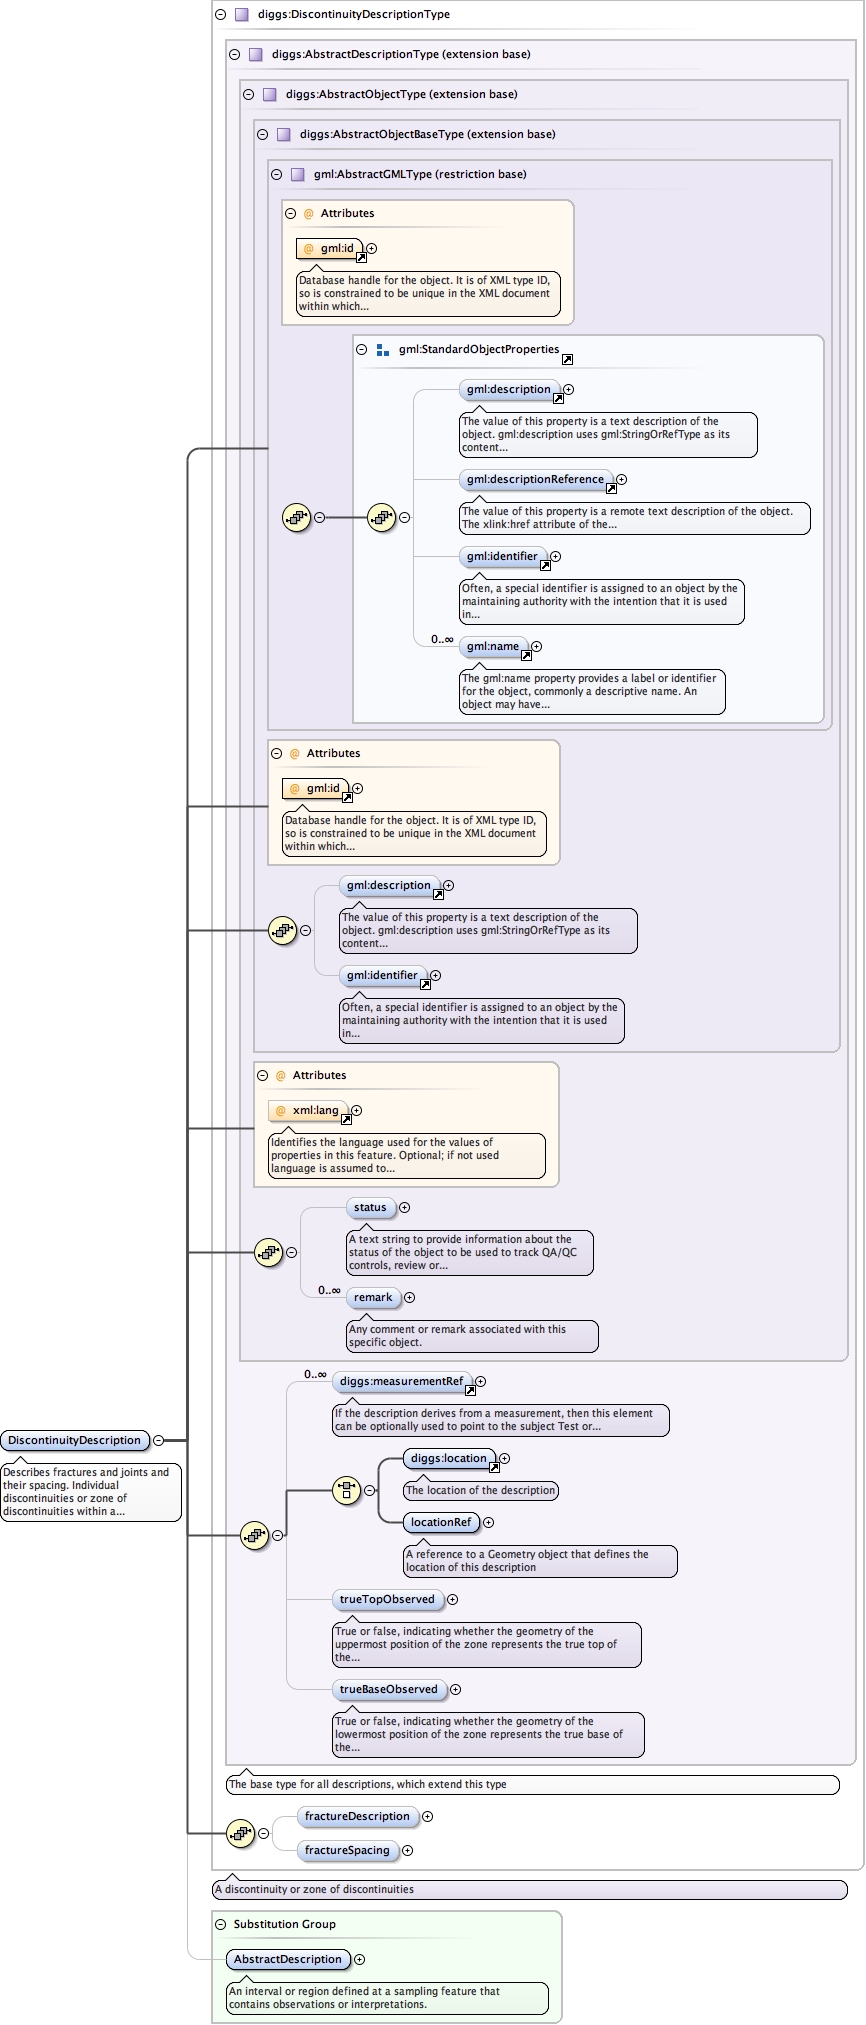 diggs:DiscontinuityDescriptionType
diggs:AbstractDescriptionType (extension base)
diggs:AbstractObjectType (extension base)
diggs:AbstractObjectBaseType (extension base)
gml:AbstractGMLType (restriction base)
@ Attributes
@ gml:id
Database handle for the object. It is of XML type ID,
so is constrained to be unique in the XML document
within which...
gml:StandardObjectProperties
gml:description
The value of this property is a text description of the
object. gml:description uses gml:StringOrRefType as its
content...
gml:descriptionReference
The value of this property is a remote text description of the object.
The xlink:href attribute of the...
gml:identifier
Often, a special identifier is assigned to an object by the
maintaining authority with the intention that it is used
in...
0..∞
gml:name
The gml:name property provides a label or identifier
for the object, commonly a descriptive name. An
object may have...
@ Attributes
@ gml:id
Database handle for the object. It is of XML type ID,
so is constrained to be unique in the XML document
within which...
gml:description
The value of this property is a text description of the
object. gml:description uses gml:StringOrRefType as its
content...
gml:identifier
Often, a special identifier is assigned to an object by the
maintaining authority with the intention that it is used
in...
@ Attributes
@ xml:lang
Identifies the language used for the values of
properties in this feature. Optional; if not used
language is assumed to...
status
A text string to provide information about the
status of the object to be used to track QA/QC
controls, review or...
0..∞
remark
Any comment or remark associated with this
specific object.
0..∞
diggs:measurementRef
If the description derives from a measurement, then this element
can be optionally used to point to the subject Test or...
DiscontinuityDescription
Describes fractures and joints and
their spacing. Individual
discontinuities or zone of
discontinuities within a...
diggs:location
The location of the description
locationRef
A reference to a Geometry object that defines the
location of this description
trueTopObserved
True or false, indicating whether the geometry of the
uppermost position of the zone represents the true top of
the...
trueBaseObserved
True or false, indicating whether the geometry of the
lowermost position of the zone represents the true base of
the...
The base type for all descriptions, which extend this type
fractureDescription
fractureSpacing
A discontinuity or zone of discontinuities
Substitution Group
AbstractDescription
An interval or region defined at a sampling feature that
contains observations or interpretations.